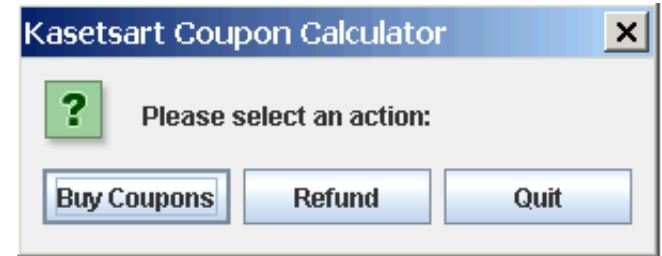 Kasetsart Coupon Calculator
?
Please select an action:
Buy Coupons Refund Quit